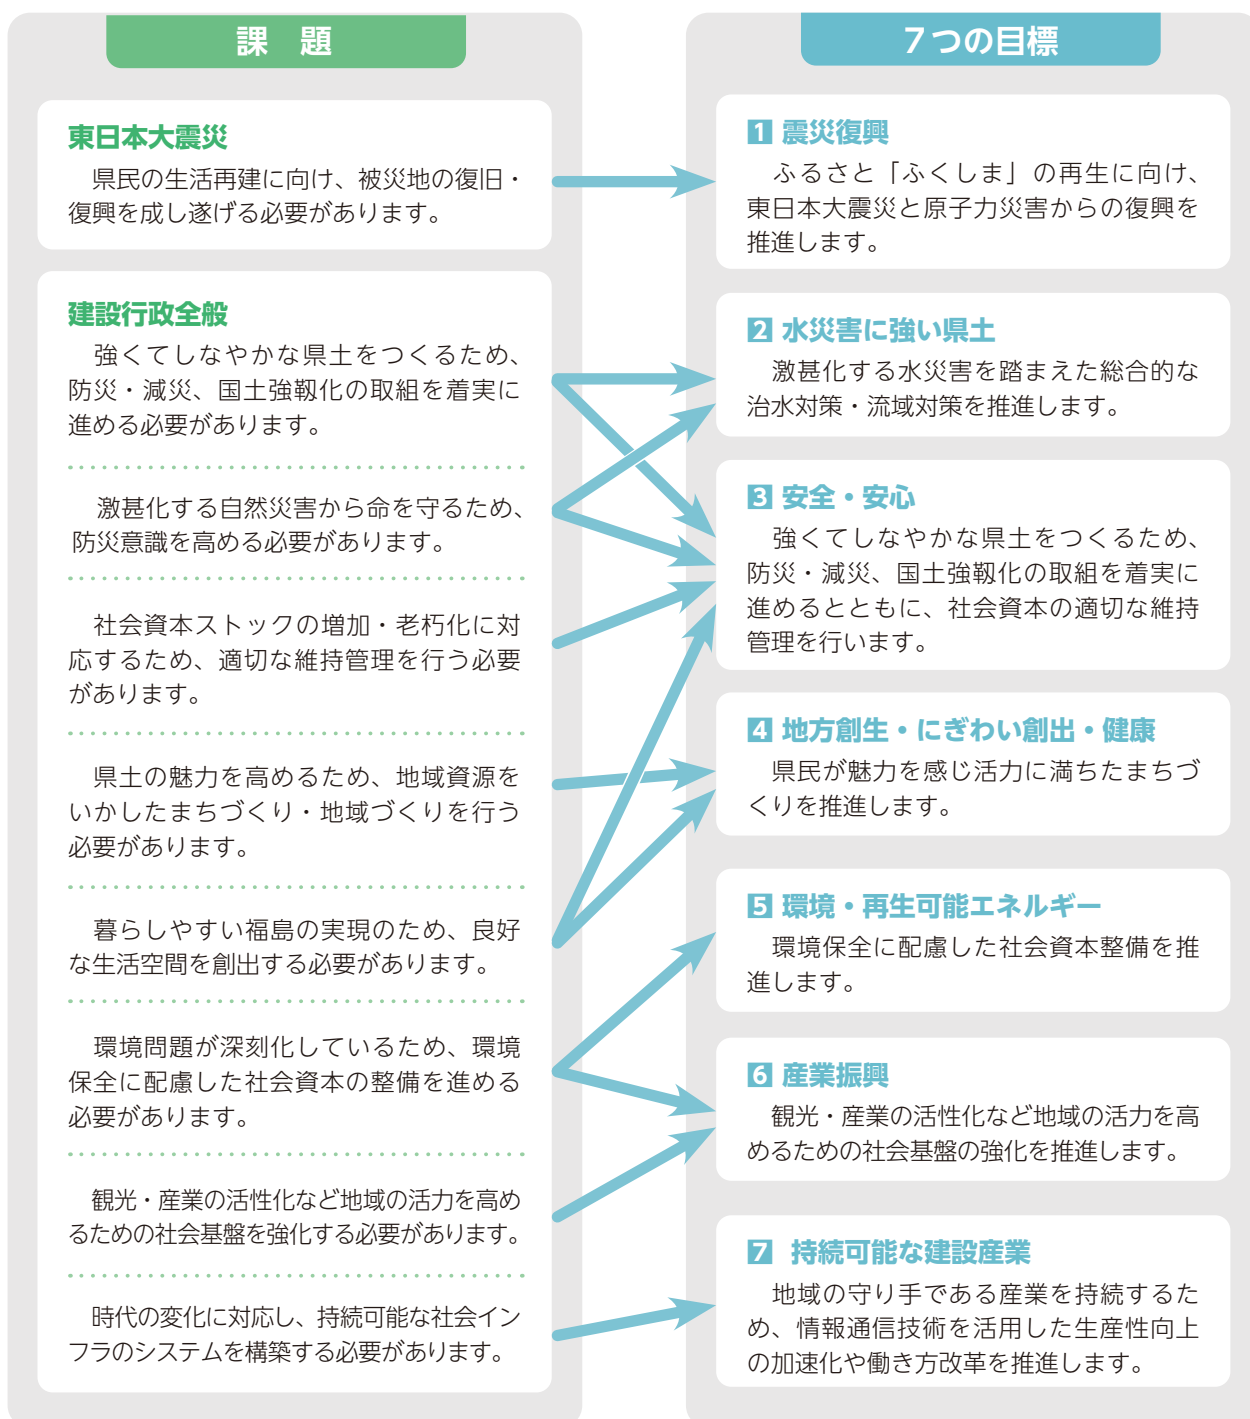 課 題
東日本大震災
県民の生活再建に向け、被災地の復旧・
復興を成し遂げる必要があります。
建設行政全般
強くてしなやかな県土をつくるため、
防災・減災、国土強靱化の取組を着実に
進める必要があります。
激甚化する自然災害から命を守るため、
防災意識を高める必要があります。
社会資本ストックの増加・老朽化に対
応するため、適切な維持管理を行う必要
があります。
県土の魅力を高めるため、地域資源を
いかしたまちづくり・地域づくりを行う
必要があります。
暮らしやすい福島の実現のため、良好
な生活空間を創出する必要があります。
環境問題が深刻化しているため、環境
保全に配慮した社会資本の整備を進める
必要があります。
観光・産業の活性化など地域の活力を高め
るための社会基盤を強化する必要があります。
時代の変化に対応し、持続可能な社会イン
フラのシステムを構築する必要があります。
7つの目標
1 震災復興
ふるさと「ふくしま」の再生に向け、
東日本大震災と原子力災害からの復興を
推進します。
2 水災害に強い県土
激甚化する水災害を踏まえた総合的な
治水対策・流域対策を推進します。
3 安全・安心
強くてしなやかな県土をつくるため、
防災・減災、国土強靱化の取組を着実に
進めるとともに、社会資本の適切な維持
管理を行います。
4 地方創生・にぎわい創出・健康
県民が魅力を感じ活力に満ちたまちづ
くりを推進します。
5 環境・再生可能エネルギー
環境保全に配慮した社会資本整備を推
進します。
6 産業振興
観光・産業の活性化など地域の活力を高
めるための社会基盤の強化を推進します。
7 持続可能な建設産業
地域の守り手である産業を持続するた
め、情報通信技術を活用した生産性向上
の加速化や働き方改革を推進します。